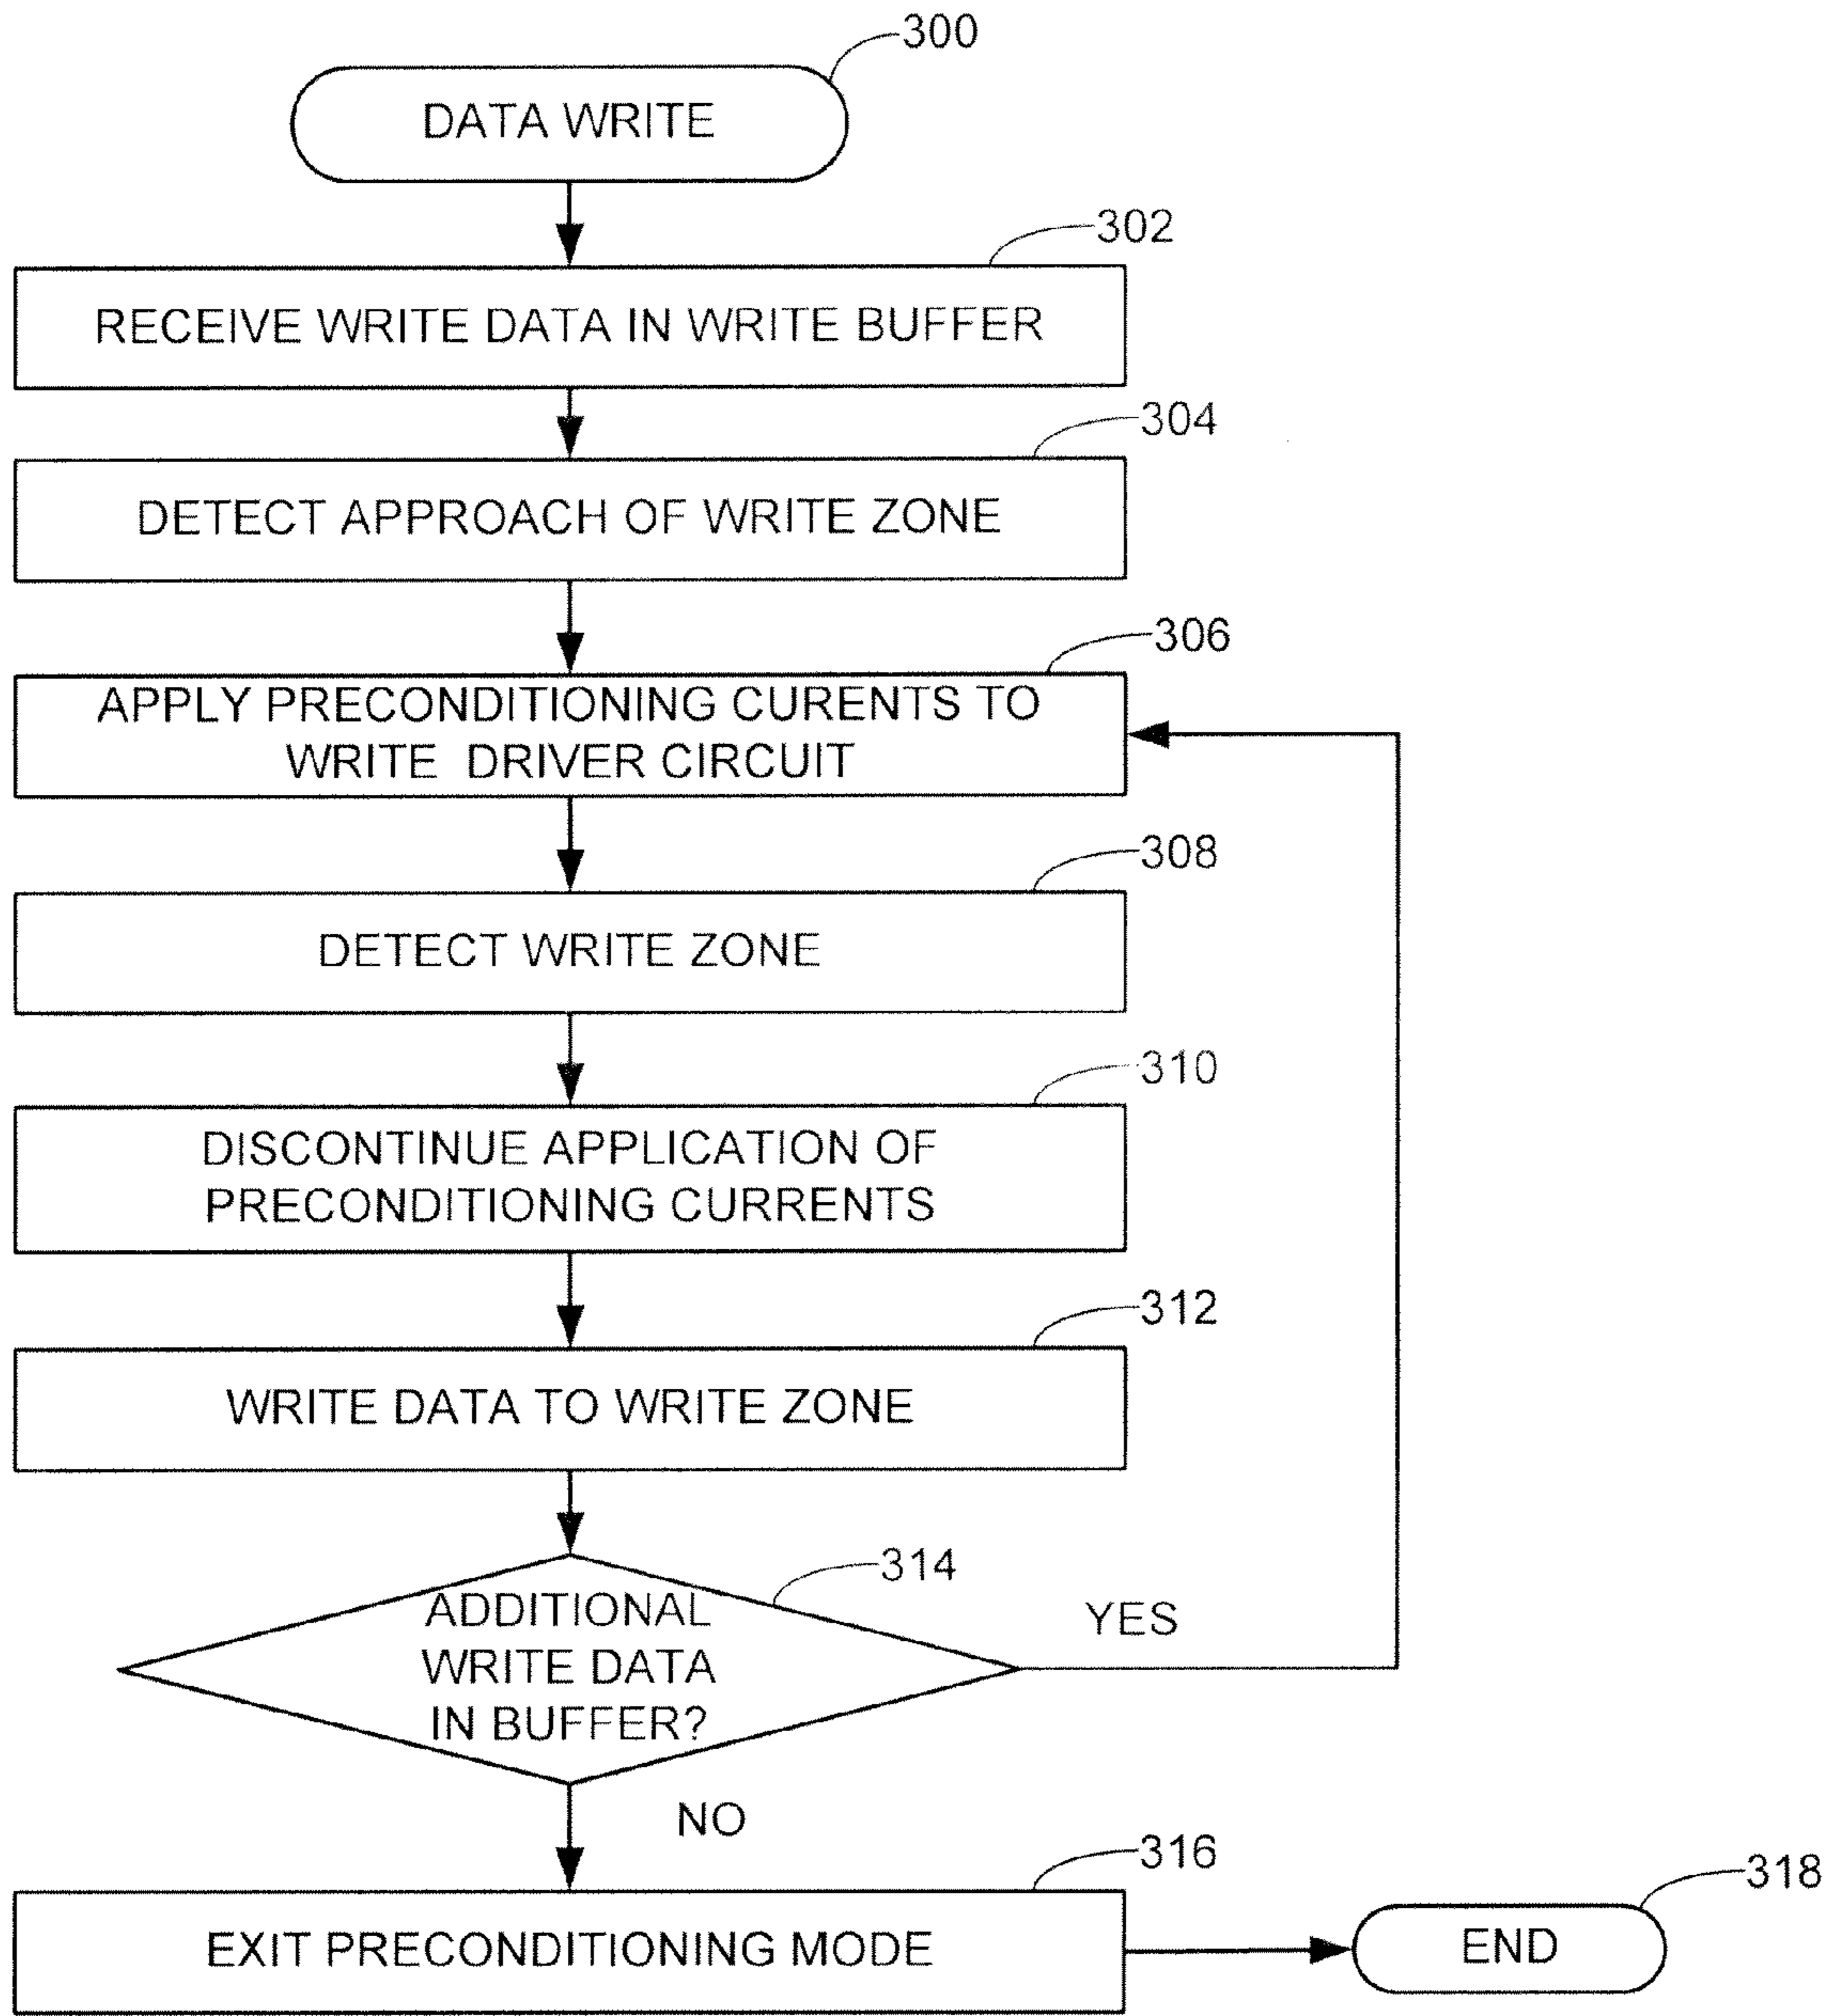 300
DATA WRITE
302
RECEIVE WRITE DATA IN WRITE BUFFER
304
DETECT APPROACH OF WRITE ZONE
306
APPLY PRECONDITIONING CURENTS TO
WRITE DRIVER CIRCUIT
308
DETECT WRITE ZONE
310
DISCONTINUE APPLICATION OF
PRECONDITIONING CURRENTS
312
WRITE DATA TO WRITE ZONE
314
ADDITIONAL
WRITE DATA
IN BUFFER?
YES
NO
316
EXIT PRECONDITIONING MODE
318
END